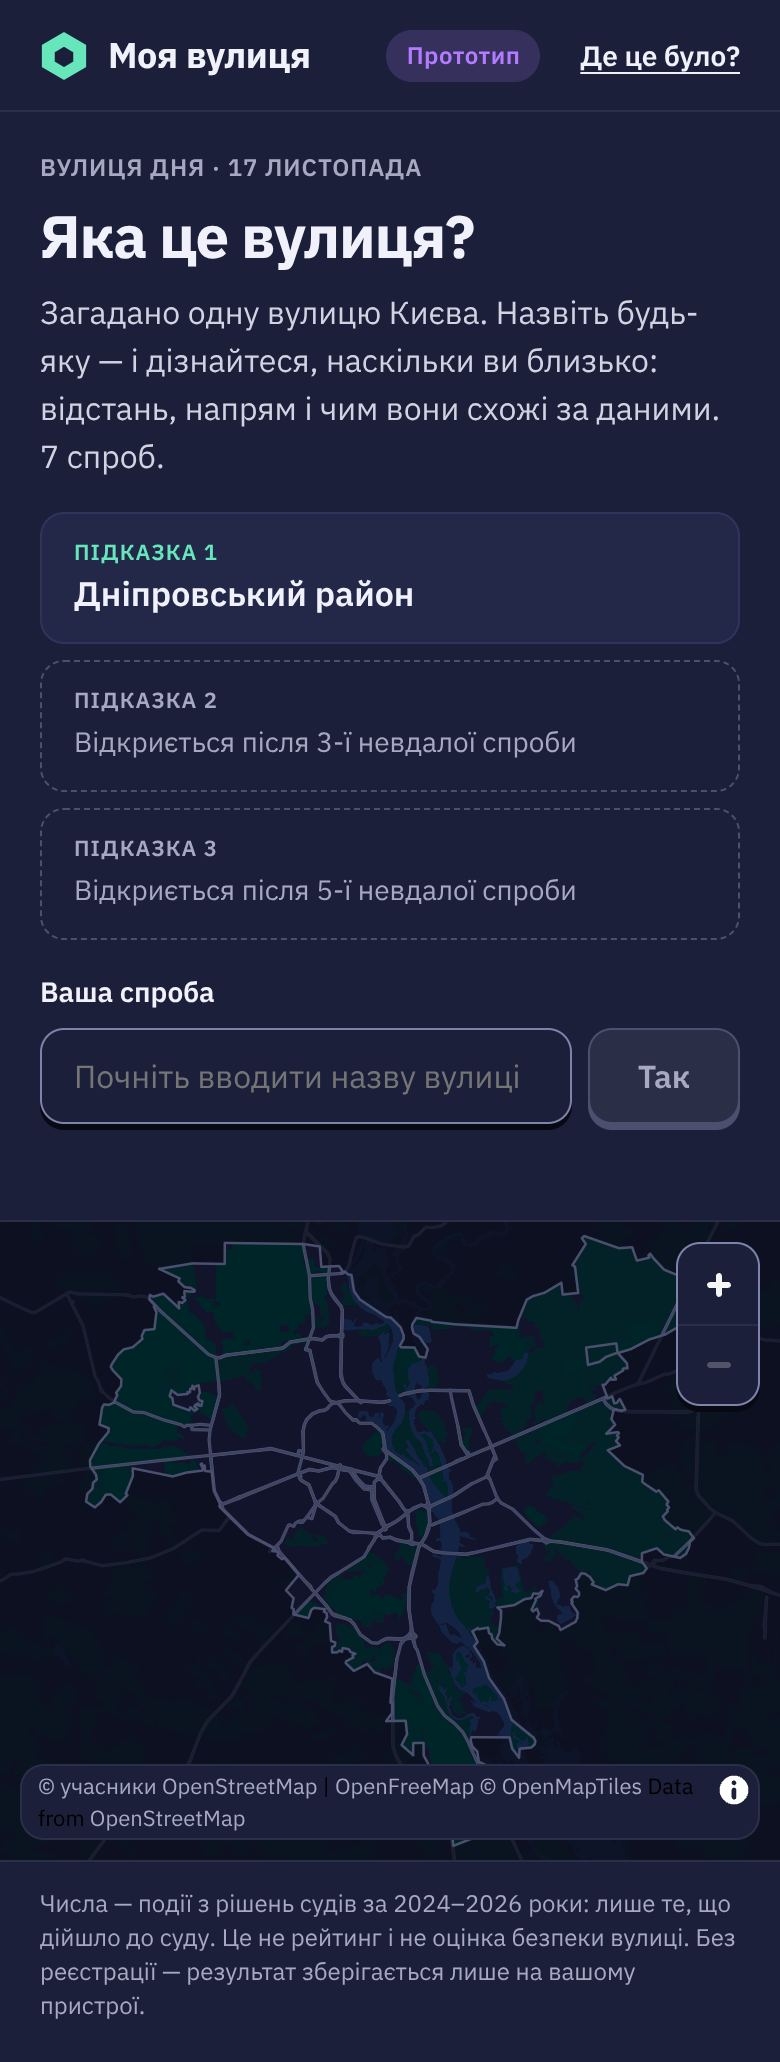 Моя вулиця
Прототип
Де це було?
ВУЛИЦЯ ДНЯ · 17 ЛИСТОПАДА
Яка це вулиця?
Загадано одну вулицю Києва. Назвіть будь-
яку — і дізнайтеся, наскільки ви близько:
відстань, напрям і чим вони схожі за даними.
7 спроб.
ПІДКАЗКА 1
Дніпровський район
ПІДКАЗКА 2
Відкриється після 3-ї невдалої спроби
ПІДКАЗКА 3
Відкриється після 5-ї невдалої спроби
Ваша спроба
Почніть вводити назву вулиці
Так
© учасники OpenStreetMap | OpenFreeMap © OpenMapTiles Data
from OpenStreetMap
Числа — події з рішень судів за 2024–2026 роки: лише те, що
дійшло до суду. Це не рейтинг і не оцінка безпеки вулиці. Без
реєстрації — результат зберігається лише на вашому
пристрої.